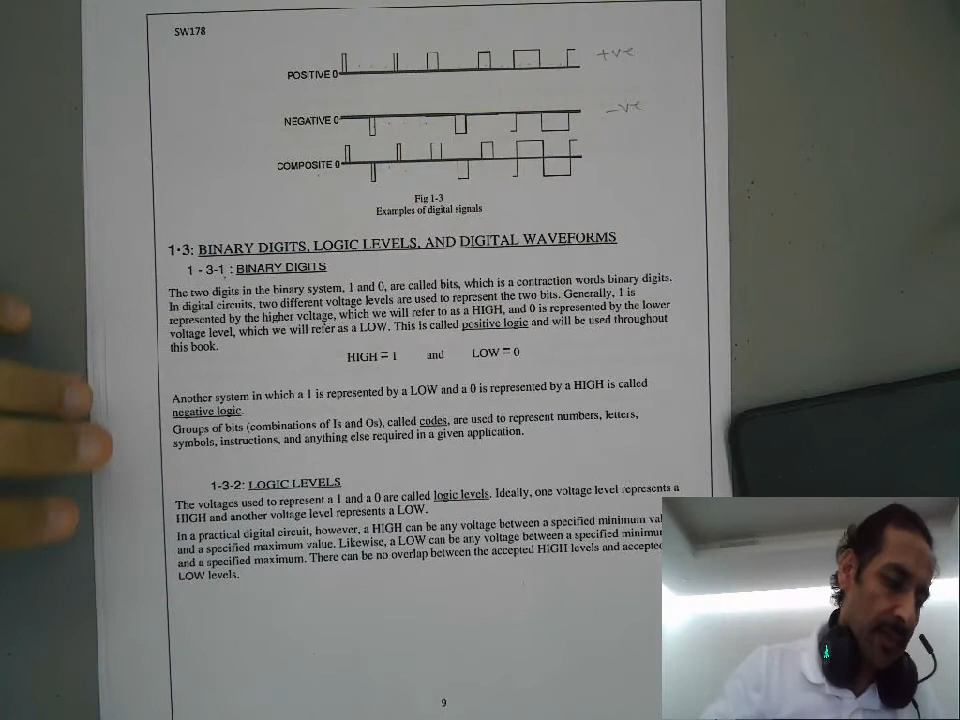 SW178
POSTIVE 0
+ve
NEGATIVE 0
-ve
COMPOSITE 0
Fig 1-3
Examples of digital signals
1·3: BINARY DIGITS, LOGIC LEVELS, AND DIGITAL WAVEFORMS
1 - 3-1 : BINARY DIGITS
The two digits in the binary system, 1 and 0, are called bits, which is a contraction words binary digits.
In digital circuits, two different voltage levels are used to represent the two bits. Generally, 1 is
represented by the higher voltage, which we will refer to as a HIGH, and 0 is represented by the lower
voltage level, which we will refer as a LOW. This is called positive logic and will be used throughout
this book.
HIGH = 1 and LOW = 0
Another system in which a 1 is represented by a LOW and a 0 is represented by a HIGH is called
negative logic.
Groups of bits (combinations of Is and Os), called codes, are used to represent numbers, letters,
symbols, instructions, and anything else required in a given application.
1-3-2: LOGIC LEVELS
The voltages used to represent a 1 and a 0 are called logic levels. Ideally, one voltage level represents a
HIGH and another voltage level represents a LOW.
In a practical digital circuit, however, a HIGH can be any voltage between a specified minimum val
and a specified maximum value. Likewise, a LOW can be any voltage between a specified minimu
and a specified maximum. There can be no overlap between the accepted HIGH levels and accepte
LOW levels.
9